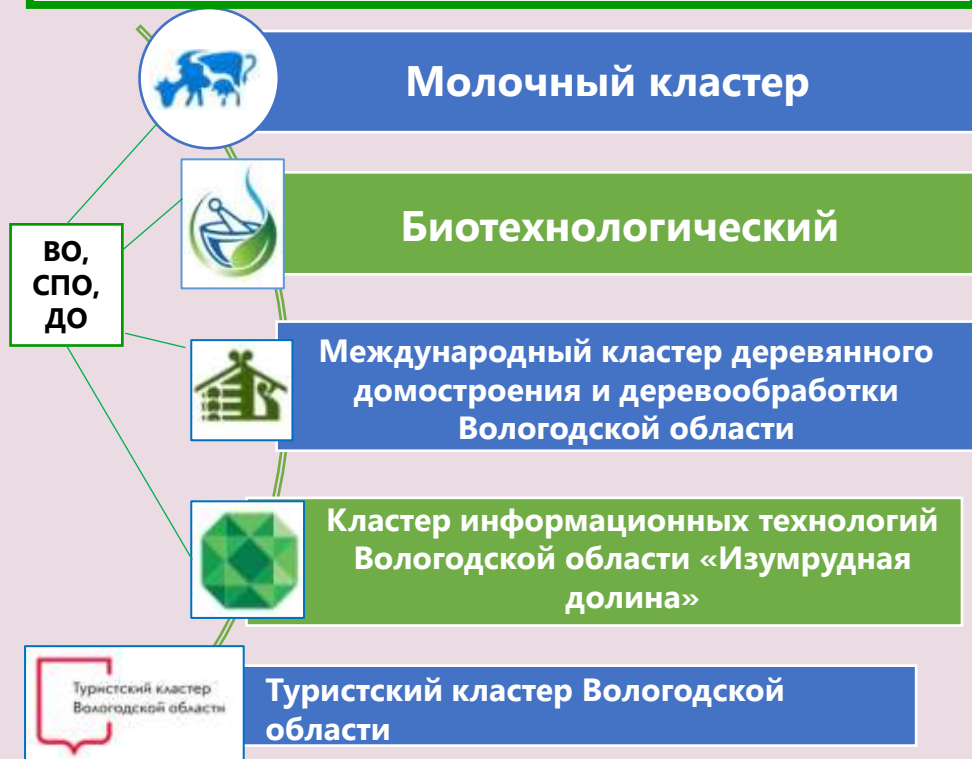 Молочный кластер
Биотехнологический
ВО,
СПО,
ДО
Международный кластер деревянного
домостроения и деревообработки
Вологодской области
Кластер информационных технологий
Вологодской области «Изумрудная
долина»
Туристский кластер
Вологодской области
Туристский кластер Вологодской
области